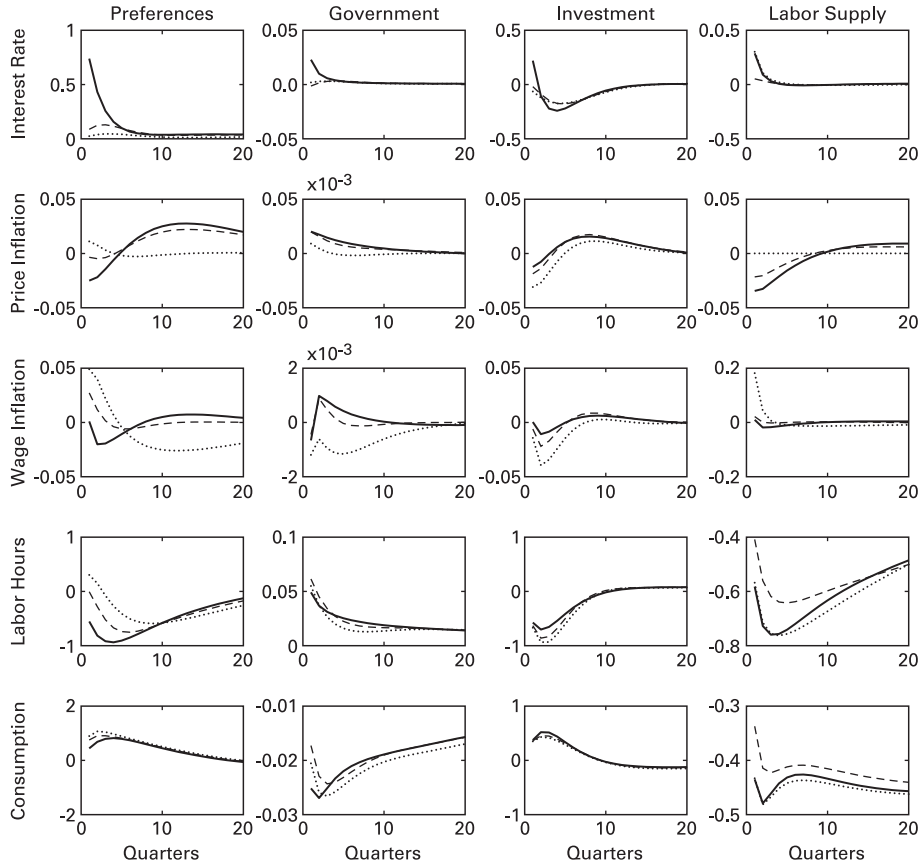 Preferences Government Investment Labor Supply
1 0.05 0.5 0.5
Interest Rate
0.5 0 0 0
0 -0.05 -0.5 -0.5
0 10 20 0 10 20 0 10 20 0 10 20
x10-3
0.05 0.05 0.05 0.05
Price Inflation
0 0 0 0
-0.05 -0.05 -0.05 -0.05
0 10 20 0 10 20 0 10 20 0 10 20
x10-3
0.05 2 0.05 0.2
Wage Inflation
0 0 0 0
-0.05 -2 -0.05 -0.2
0 10 20 0 10 20 0 10 20 0 10 20
1 0.1 1 -0.4
Labor Hours
0 0.05 0 -0.6
-1 0 -1 -0.8
0 10 20 0 10 20 0 10 20 0 10 20
2 -0.01 1 -0.3
Consumption
0 -0.02 0 -0.4
-2 -0.03 -1 -0.5
0 10 20 0 10 20 0 10 20 0 10 20
Quarters Quarters Quarters Quarters